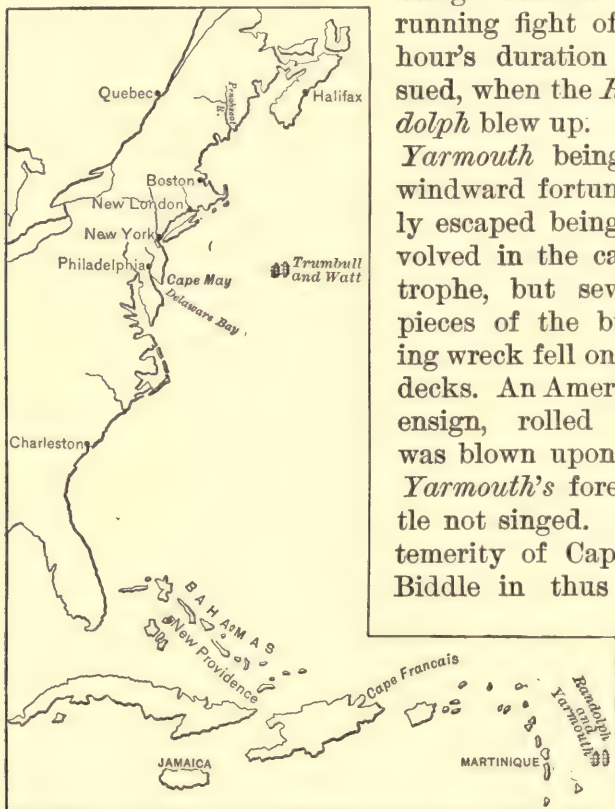 running fight of
hour's duration
sued, when the R
dolph blew up.
Yarmouth being
windward fortun
ly escaped being
volved in the ca
trophe, but sev
pieces of the bu
ing wreck fell on
decks. An Amer
ensign, rolled
was blown upon
Yarmouth's fore
tle not singed.
temerity of Cap
Biddle in thus
Quebec
Penobscot
R.
Halifax
Boston
New London
New York
Philadelphia
Cape May
Delaware Bay
Trumbull
and Watt
Charleston
BAHAMAS
New Providence
Cape Francais
JAMAICA
MARTINIQUE
Randolph
and
Yarmouth